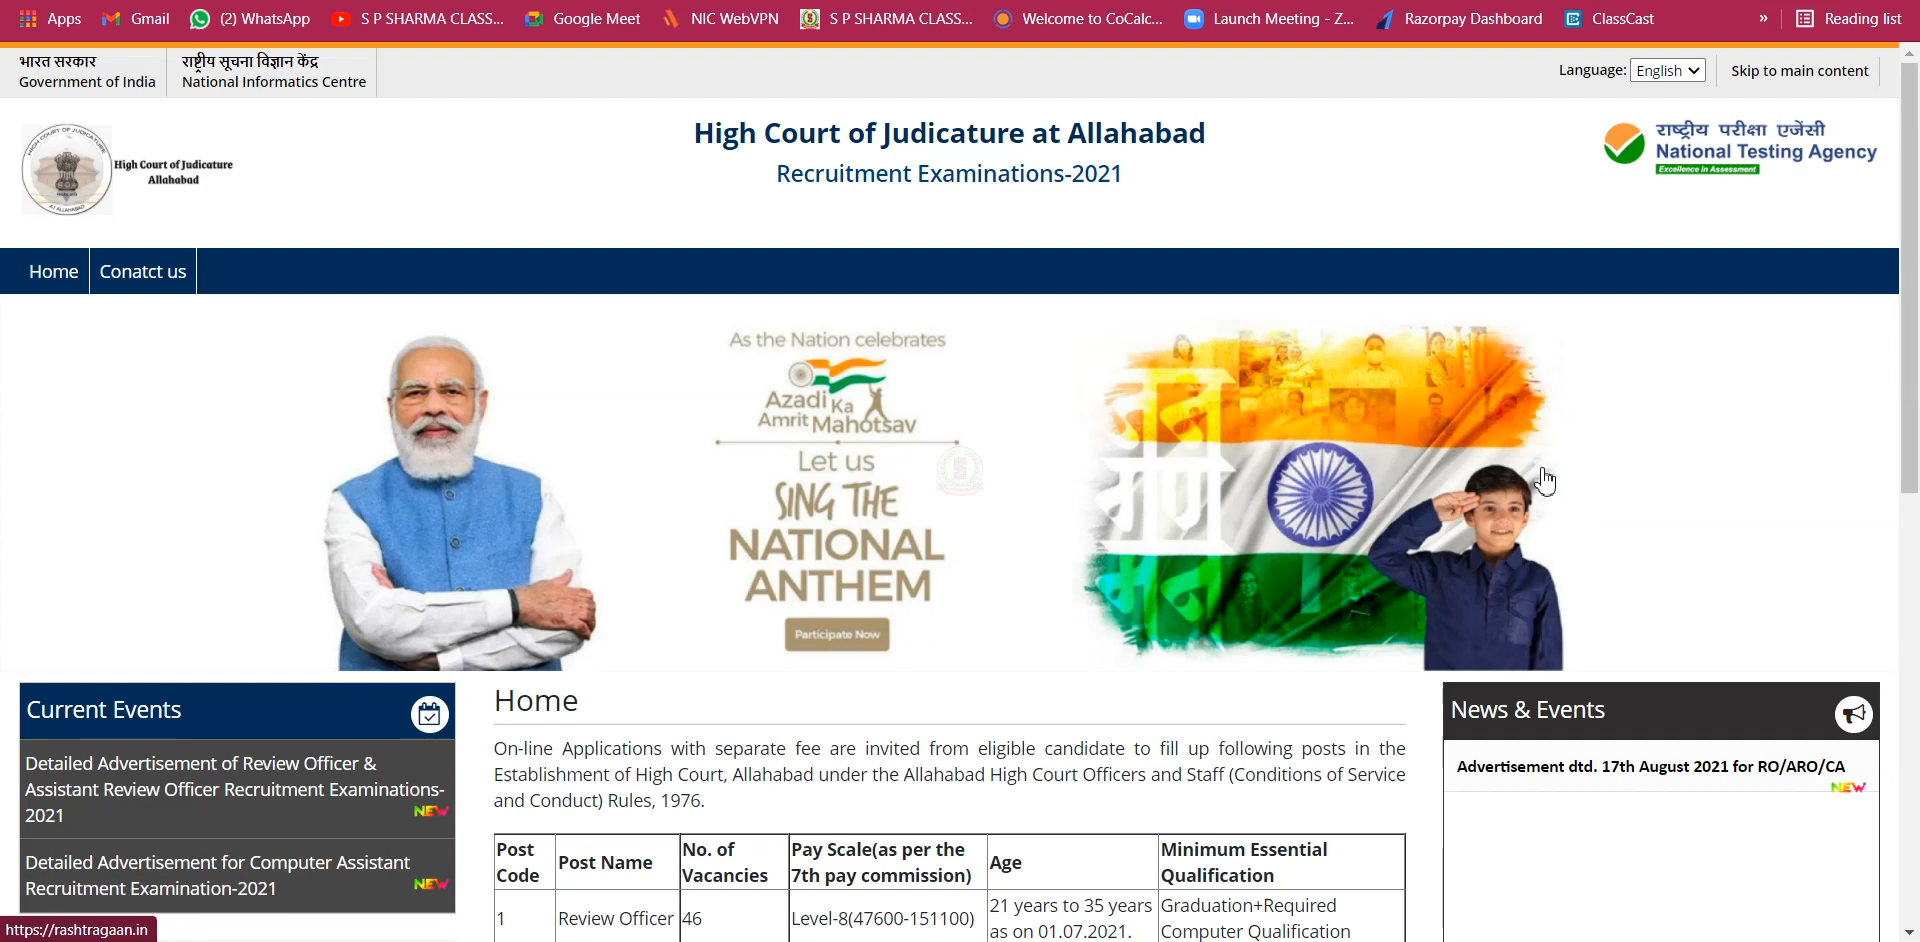 Apps Gmail (2) WhatsApp S P SHARMA CLASS... Google Meet NIC WebVPN S P SHARMA CLASS... Welcome to CoCalc... Launch Meeting - Z... Razorpay Dashboard ClassCast » Reading list
भारत सरकार
Government of India
राष्ट्रीय सूचना विज्ञान केंद्र
National Informatics Centre
Language: English Skip to main content
High Court of Judicature
Allahabad
High Court of Judicature at Allahabad
Recruitment Examinations-2021
राष्ट्रीय परीक्षा एजेंसी
National Testing Agency
Excellence in Assessment
Home Conatct us
As the Nation celebrates
Azadi Ka
Amrit Mahotsav
Let us
SING THE
NATIONAL
ANTHEM
Participate Now
जन
गण
मन
Current Events
Detailed Advertisement of Review Officer &
Assistant Review Officer Recruitment Examinations-
2021 NEW
Detailed Advertisement for Computer Assistant
Recruitment Examination-2021 NEW
Home
On-line Applications with separate fee are invited from eligible candidate to fill up following posts in the
Establishment of High Court, Allahabad under the Allahabad High Court Officers and Staff (Conditions of Service
and Conduct) Rules, 1976.
Post Code Post Name No. of Vacancies Pay Scale(as per the 7th pay commission) Age Minimum Essential Qualification
1 Review Officer 46 Level-8(47600-151100) 21 years to 35 years as on 01.07.2021. Graduation+Required Computer Qualification
News & Events
Advertisement dtd. 17th August 2021 for RO/ARO/CA
NEW
https://rashtragaan.in